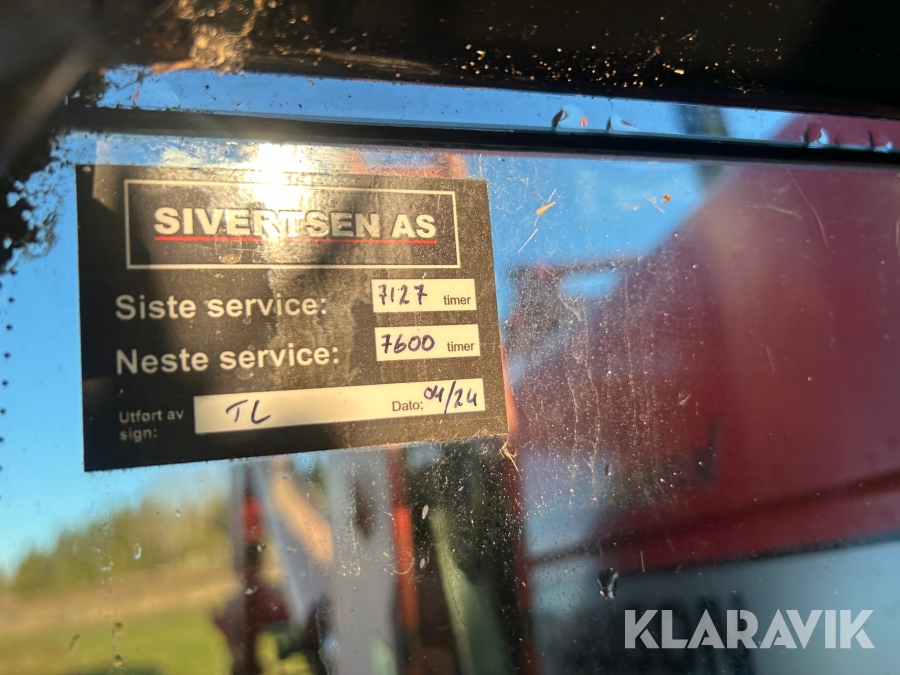 SIVERTSEN AS
Siste service: 7127 timer
Neste service: 7600 timer
Utført av sign: TL Dato: 04/24
KLARAVIK